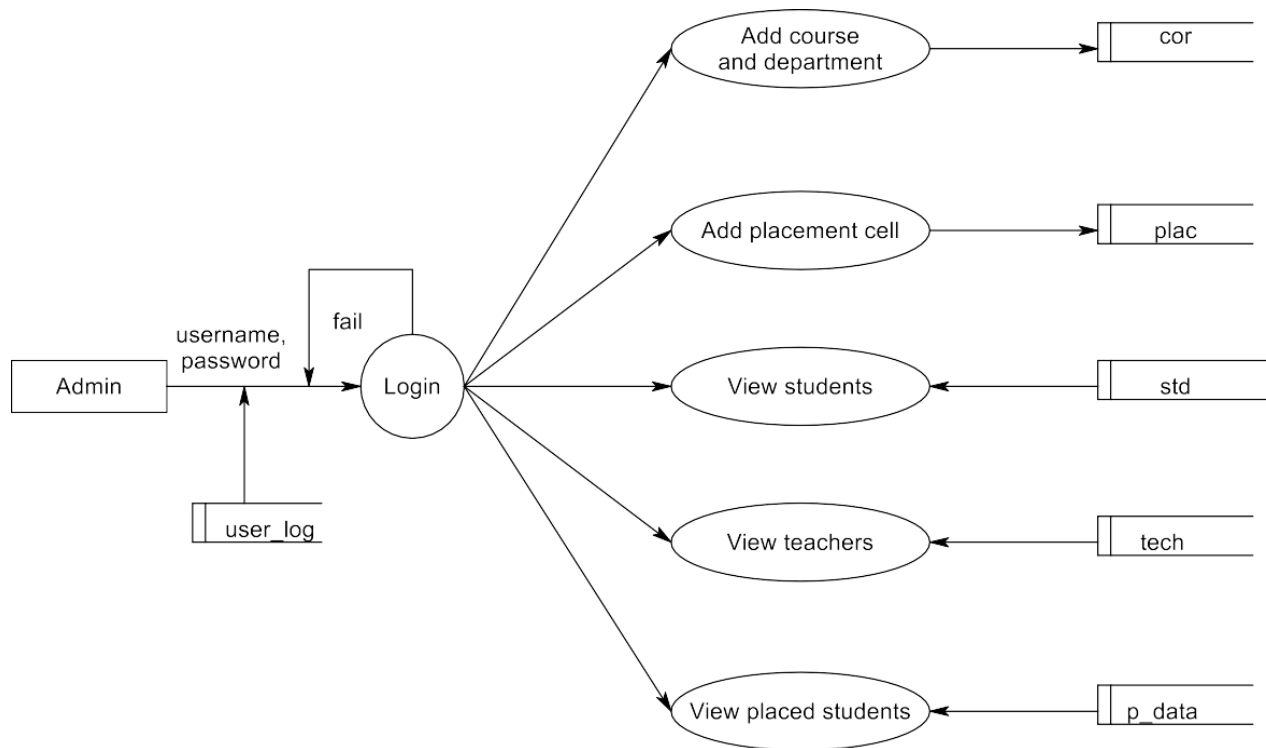 Add course
and department
cor
Add placement cell
plac
fail
username,
password
Admin
Login
View students
std
user_log
View teachers
tech
View placed students
p_data